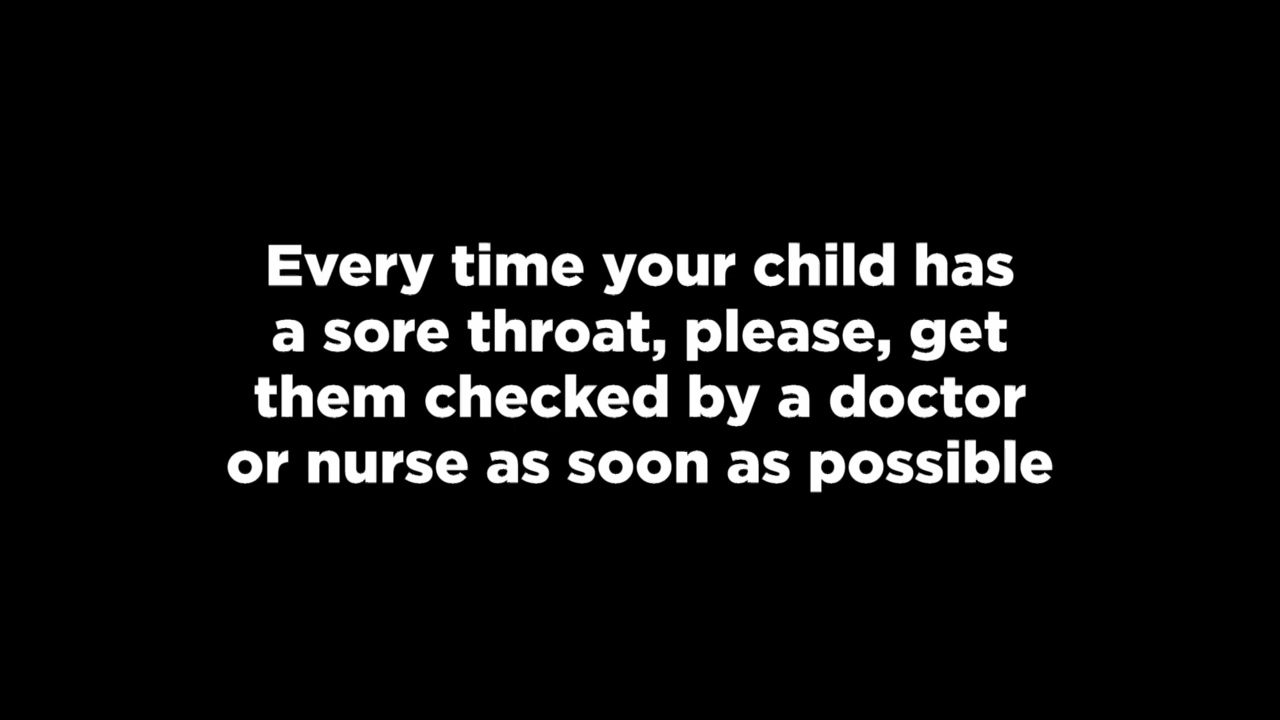 Every time your child has
a sore throat, please, get
them checked by a doctor
or nurse as soon as possible